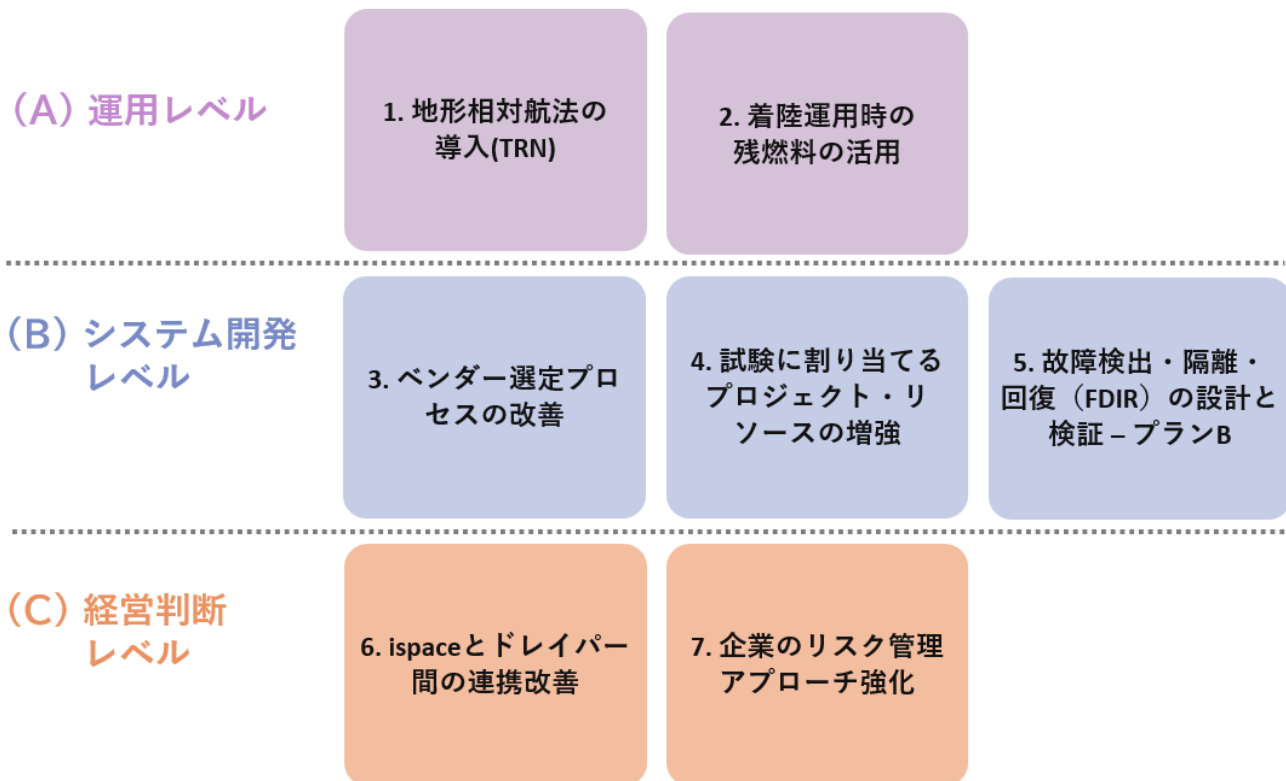 (A) 運用レベル
1. 地形相対航法の
導入(TRN)
2. 着陸運用時の
残燃料の活用
(B) システム開発
レベル
3. ベンダー選定プロ
セスの改善
4. 試験に割り当てる
プロジェクト・リ
ソースの増強
5. 故障検出・隔離・
回復（FDIR）の設計と
検証 – プランB
(C) 経営判断
レベル
6. ispaceとドレイパー
間の連携改善
7. 企業のリスク管理
アプローチ強化